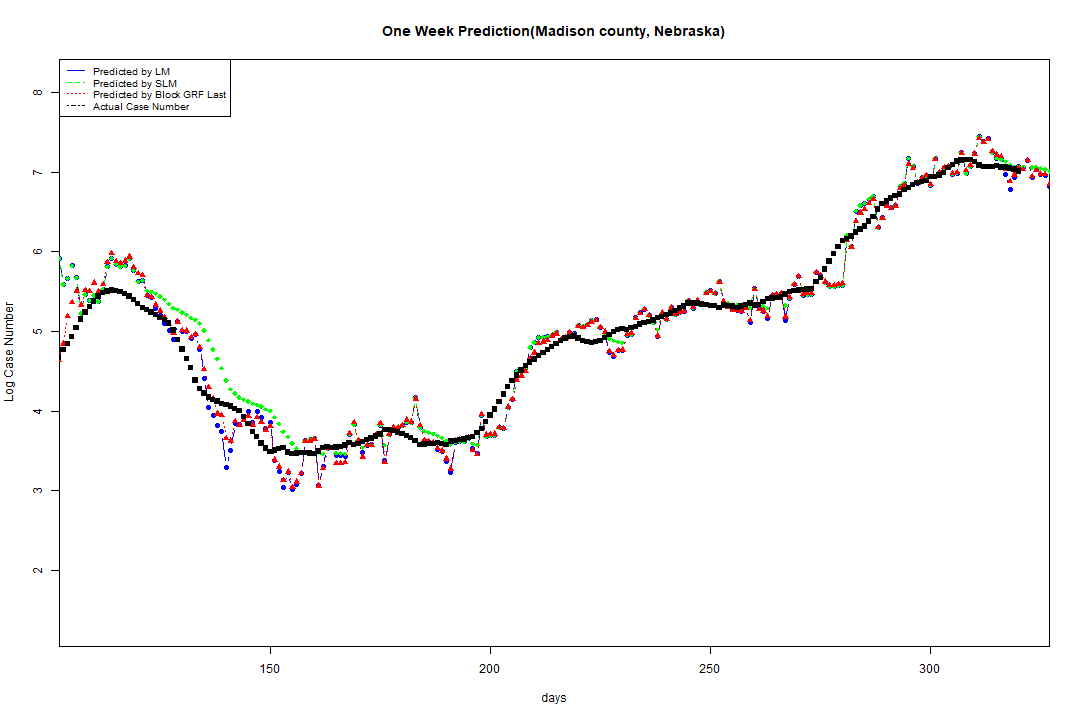 One Week Prediction(Madison county, Nebraska)
Predicted by LM
Predicted by SLM
Predicted by Block GRF Last
Actual Case Number
8
7
6
5
4
3
2
Log Case Number
150
200
250
300
days